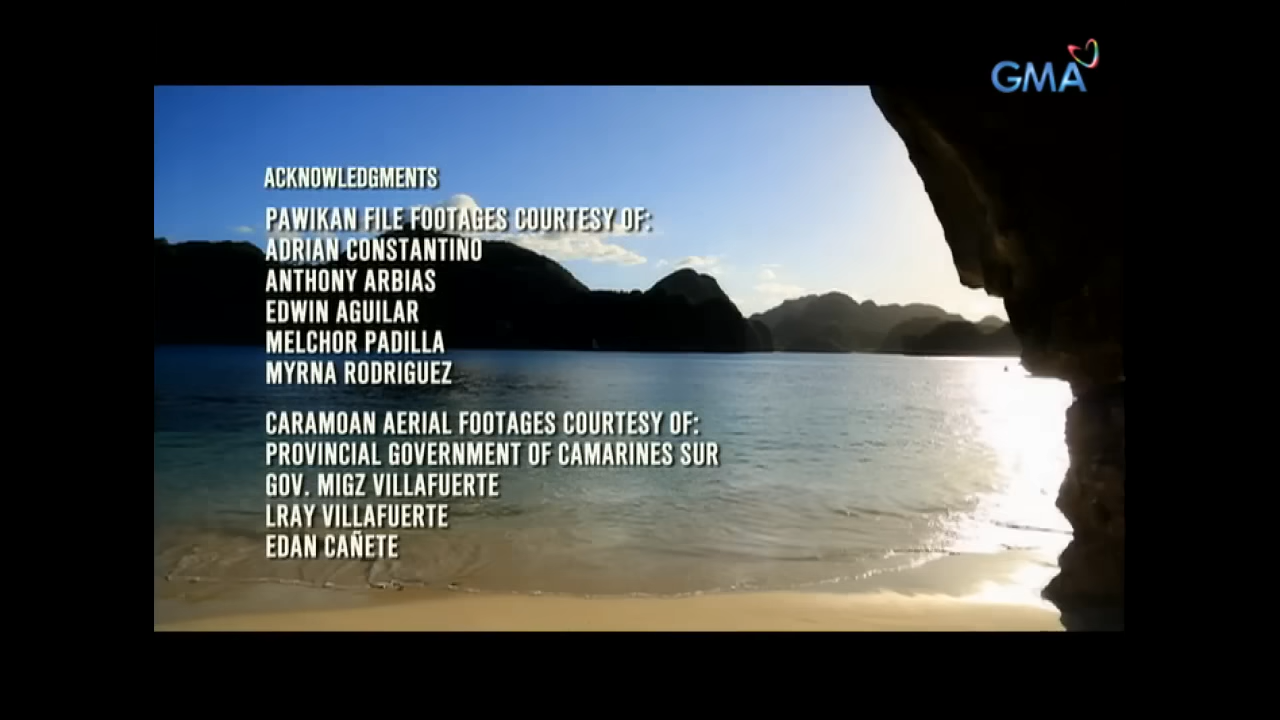 GMA
ACKNOWLEDGMENTS
PAWIKAN FILE FOOTAGES COURTESY OF:
ADRIAN CONSTANTINO
ANTHONY ARBIAS
EDWIN AGUILAR
MELCHOR PADILLA
MYRNA RODRIGUEZ
CARAMOAN AERIAL FOOTAGES COURTESY OF:
PROVINCIAL GOVERNMENT OF CAMARINES SUR
GOV. MIGZ VILLAFUERTE
LRAY VILLAFUERTE
EDAN CAÑETE